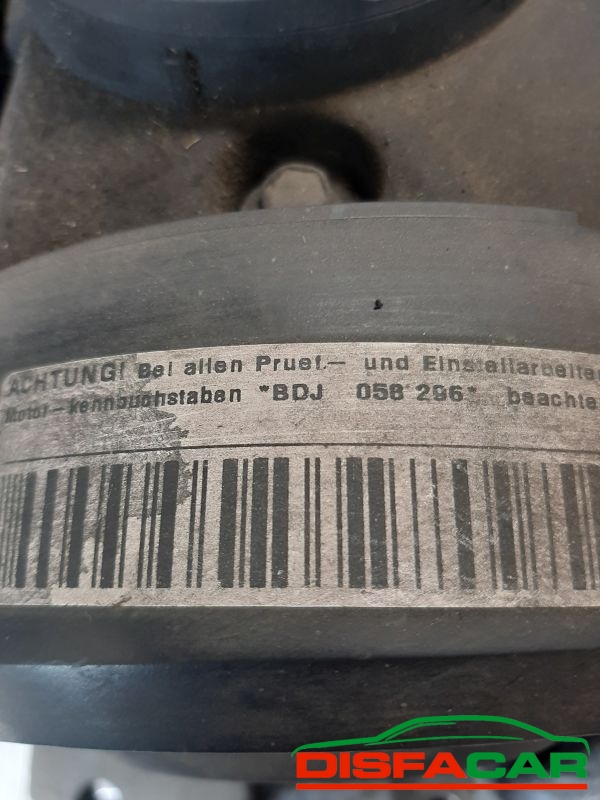 ACHTUNG! Bei allen Pruef.- und Einstellarbeiten
Motor-kennbuchstaben "BDJ 058 296" beachte
DISFACAR